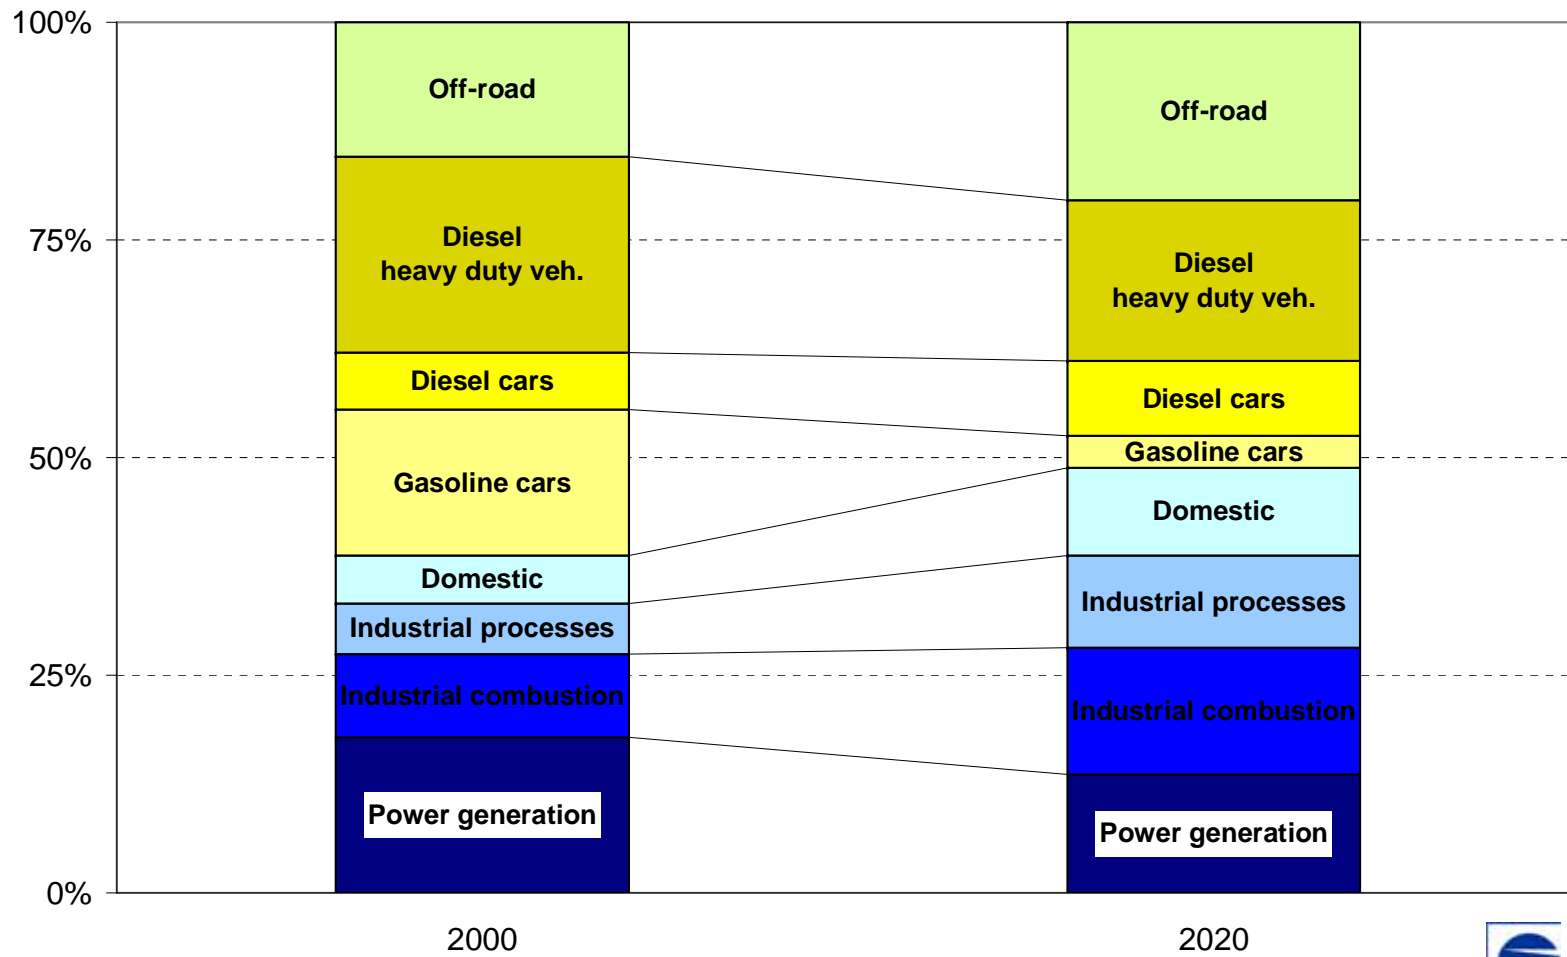 100%
75%
50%
25%
0%
Off-road
Diesel
heavy duty veh.
Diesel cars
Gasoline cars
Domestic
Industrial processes
Industrial combustion
Power generation
2000
Off-road
Diesel
heavy duty veh.
Diesel cars
Gasoline cars
Domestic
Industrial processes
Industrial combustion
Power generation
2020